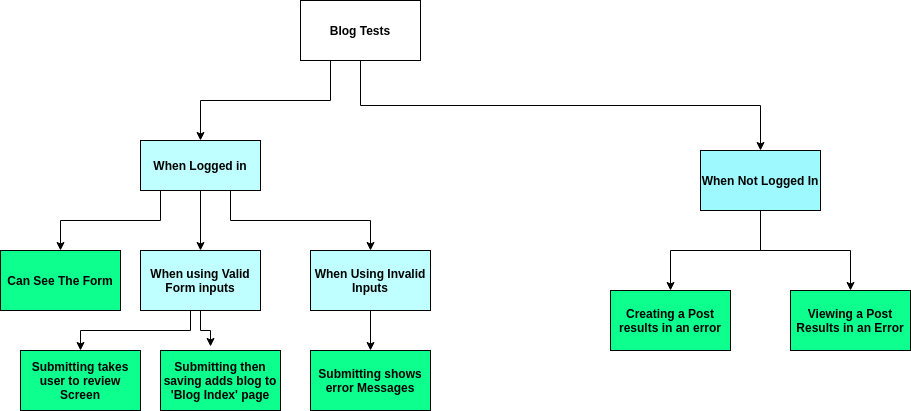 Blog Tests
When Logged in
When Not Logged In
Can See The Form
When using Valid
Form inputs
When Using Invalid
Inputs
Creating a Post
results in an error
Viewing a Post
Results in an Error
Submitting takes
user to review
Screen
Submitting then
saving adds blog to
'Blog Index' page
Submitting shows
error Messages